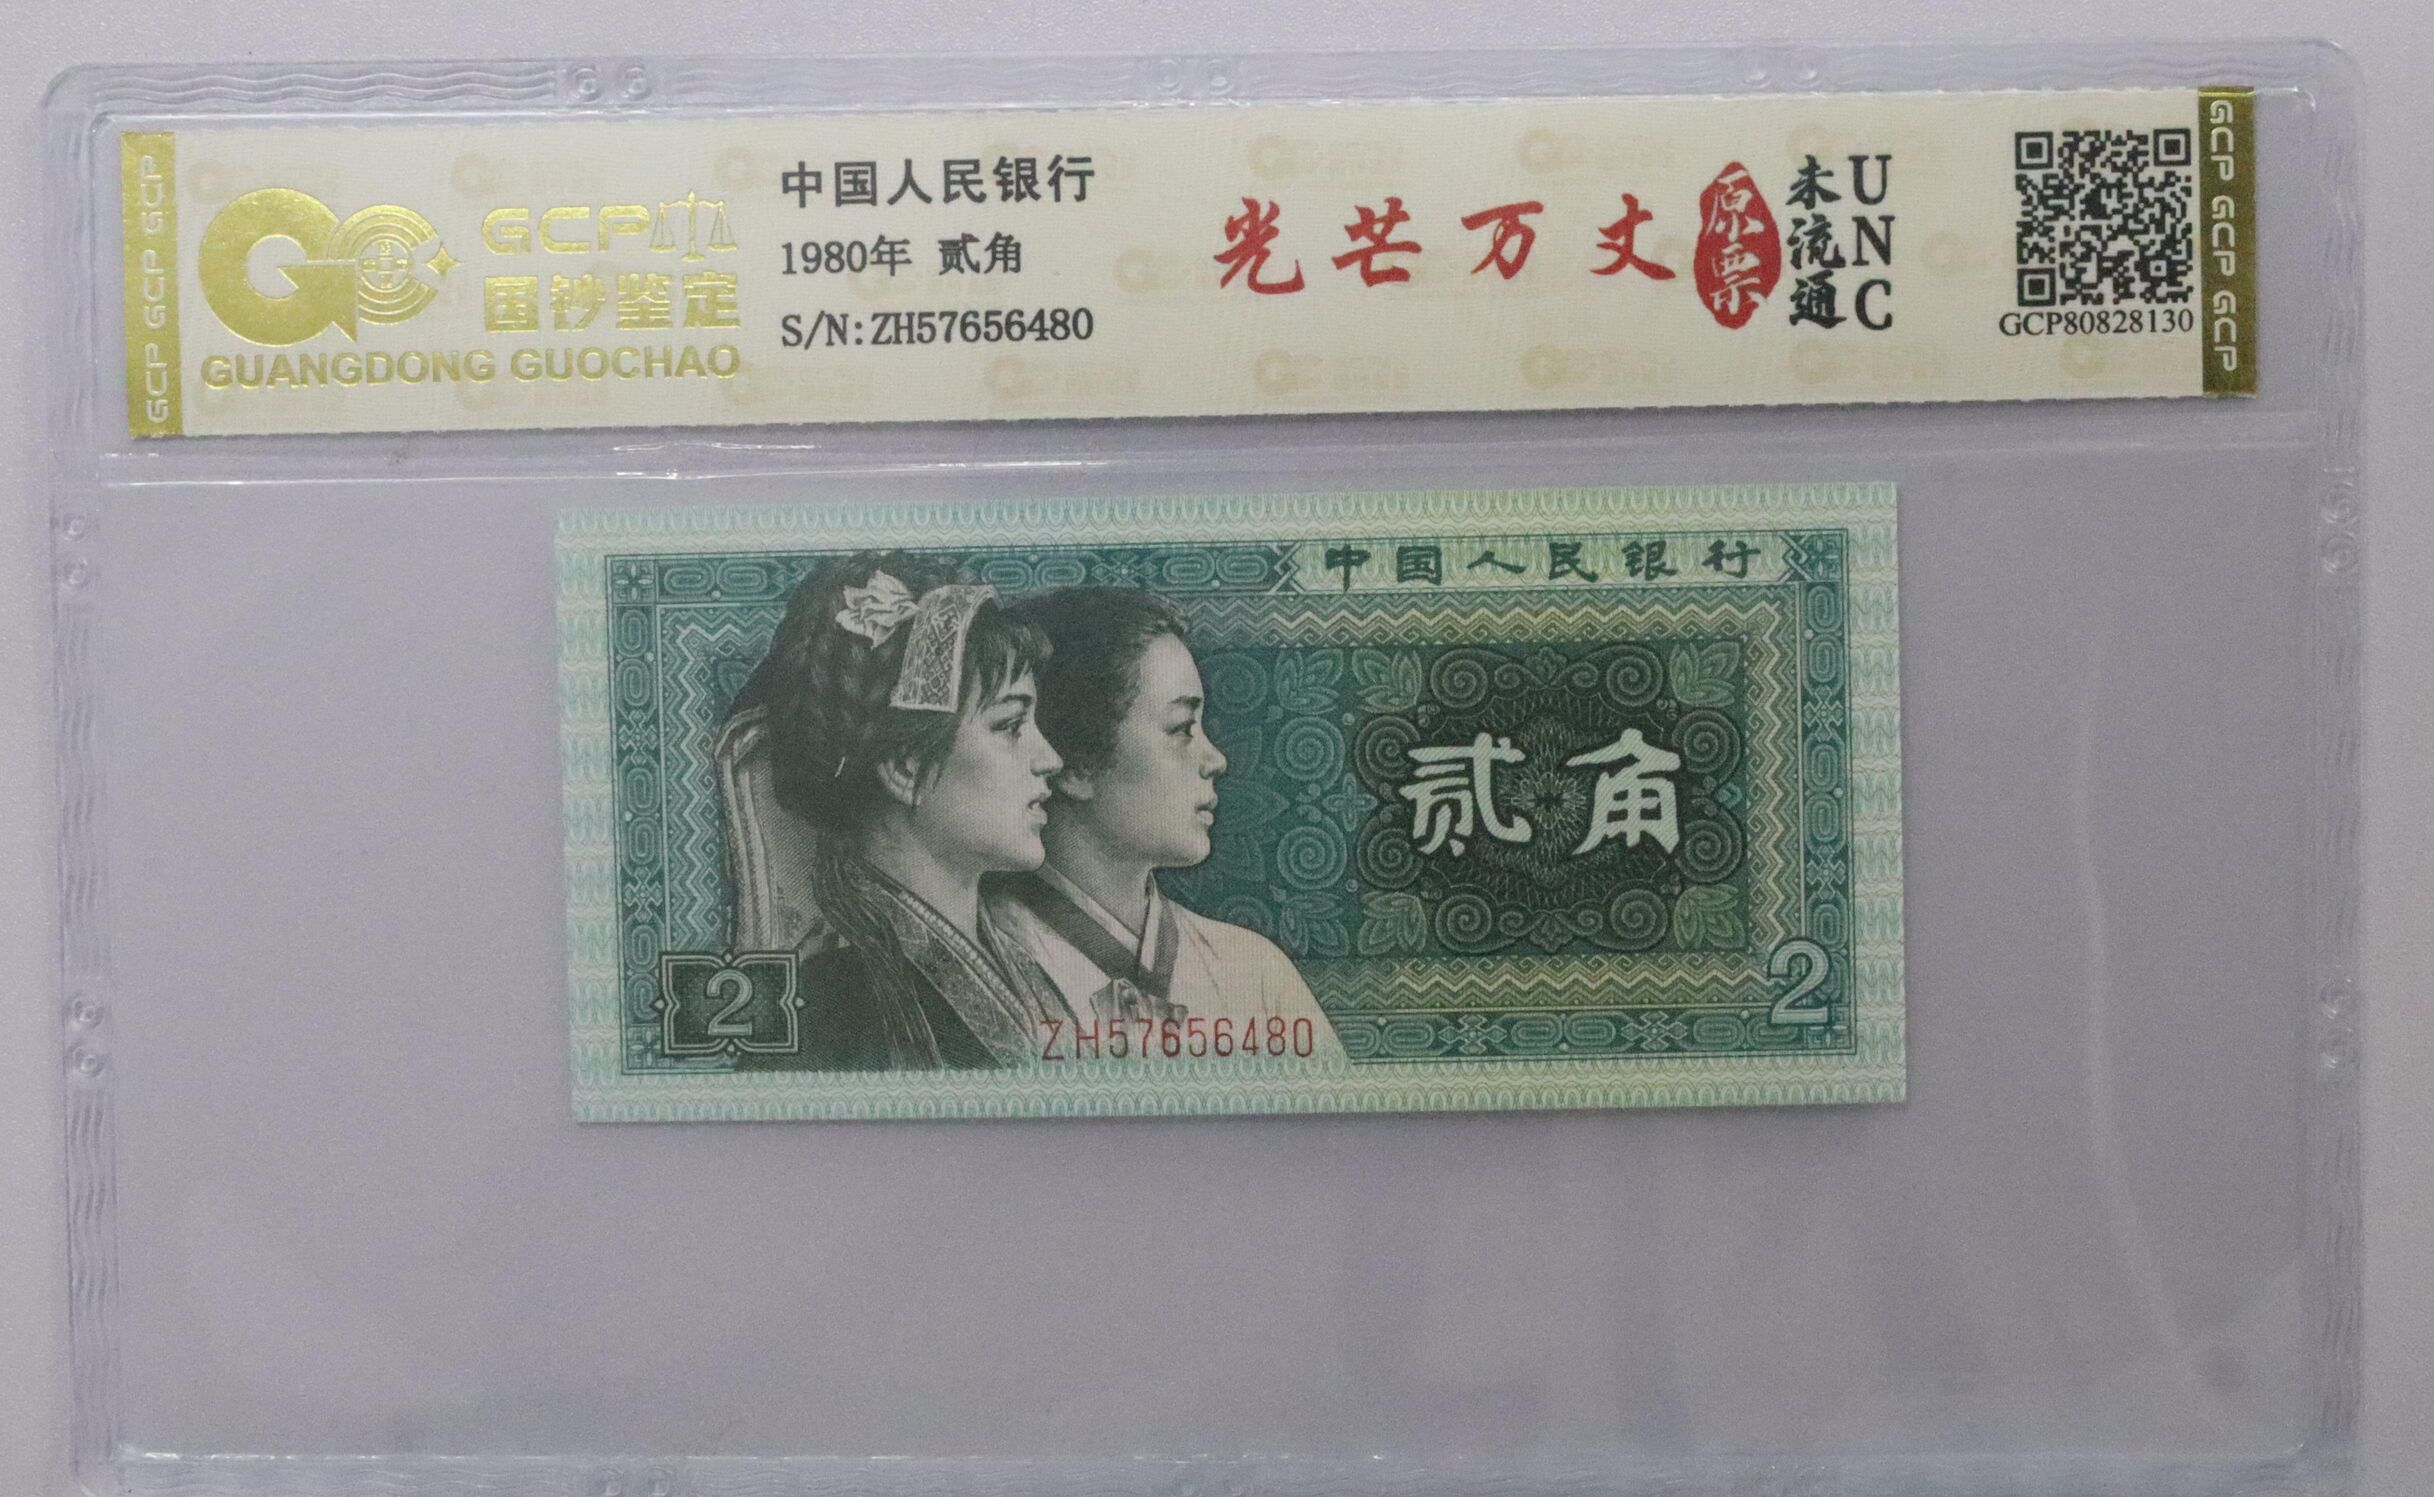 GCP
国钞鉴定
GUANGDONG GUOCHAO
中国人民银行
1980年 贰角
S/N:ZH57656480
光芒万丈
原票
未流通
UNC
GCP80828130
GCP GCP GCP
GCP GCP GCP
中国人民银行
贰角
2
2
ZH57656480